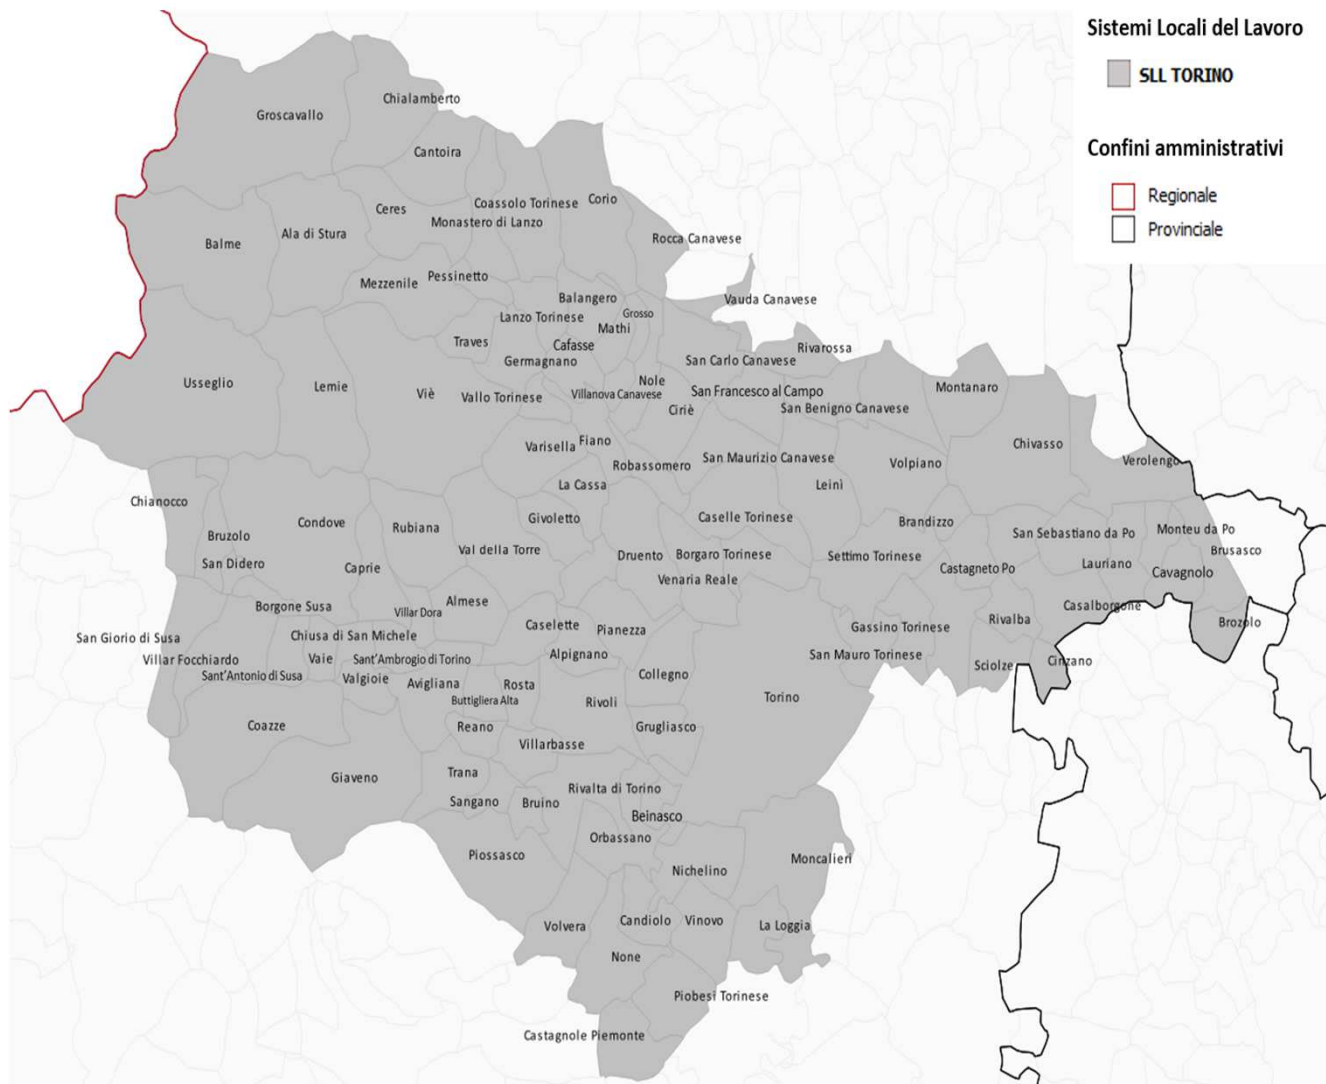 Sistemi Locali del Lavoro
SLL TORINO
Confini amministrativi
Regionale
Provinciale
Chialamberto
Groscavallo
Cantoira
Coassolo Torinese
Corio
Ceres
Monastero di Lanzo
Ala di Stura
Balme
Rocca Canavese
Pessinetto
Mezzenile
Balangero
Vauda Canavese
Lanzo Torinese
Grosso
Mathi
Traves
Cafasse
Germagnano
Rivarossa
San Carlo Canavese
Usseglio
Lemie
Viè
Vallo Torinese
Villanova Canavese
Nole
San Francesco al Campo
Montanaro
Ciriè
San Benigno Canavese
Varisella
Fiano
Chivasso
Robassomero
San Maurizio Canavese
Volpiano
Verolengo
La Cassa
Leinì
Chianocco
Condove
Rubiana
Givoletto
Caselle Torinese
Brandizzo
San Sebastiano da Po
Monteu da Po
Bruzolo
Val della Torre
Druento
Borgaro Torinese
Settimo Torinese
Brusasco
San Didero
Caprie
Venaria Reale
Castagneto Po
Lauriano
Cavagnolo
Borgone Susa
Villar Dora
Almese
Casalborgone
San Giorio di Susa
Chiusa di San Michele
Caselette
Pianezza
Gassino Torinese
Rivalba
Brozolo
Villar Focchiardo
Vaie
Sant'Ambrogio di Torino
Alpignano
San Mauro Torinese
Sciolze
Cinzano
Sant'Antonio di Susa
Valgioie
Avigliana
Rosta
Collegno
Buttigliera Alta
Rivoli
Torino
Coazze
Reano
Grugliasco
Villarbasse
Giaveno
Trana
Rivalta di Torino
Sangano
Bruino
Beinasco
Orbassano
Piossasco
Nichelino
Moncalieri
Volvera
Candiolo
Vinovo
La Loggia
None
Piobesi Torinese
Castagnole Piemonte